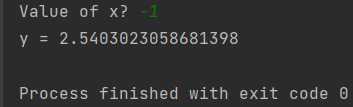 Value of x? -1
y = 2.5403023058681398
Process finished with exit code 0